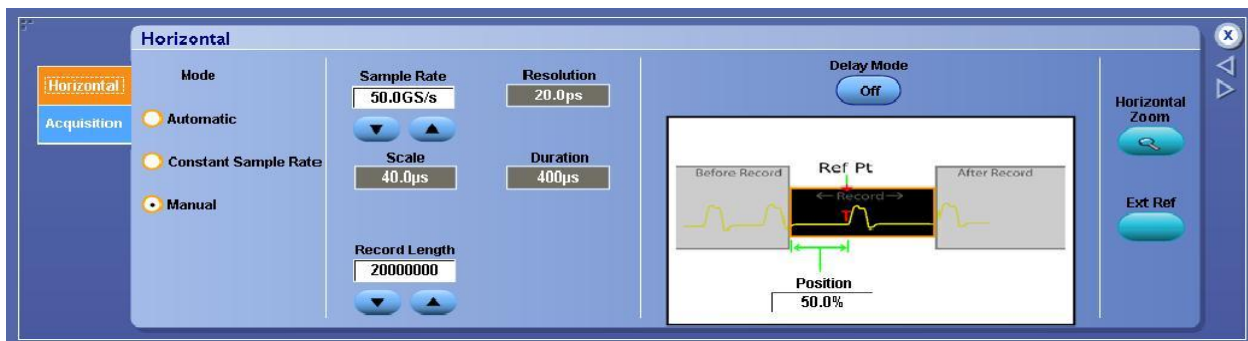 Horizontal
X
Horizontal
Acquisition
Mode
Automatic
Constant Sample Rate
Manual
Sample Rate
50.0GS/s
Resolution
20.0ps
Scale
40.0µs
Duration
400µs
Record Length
20000000
Delay Mode
Off
Before Record
Ref Pt
After Record
Record
T
Position
50.0%
Horizontal
Zoom
Ext Ref